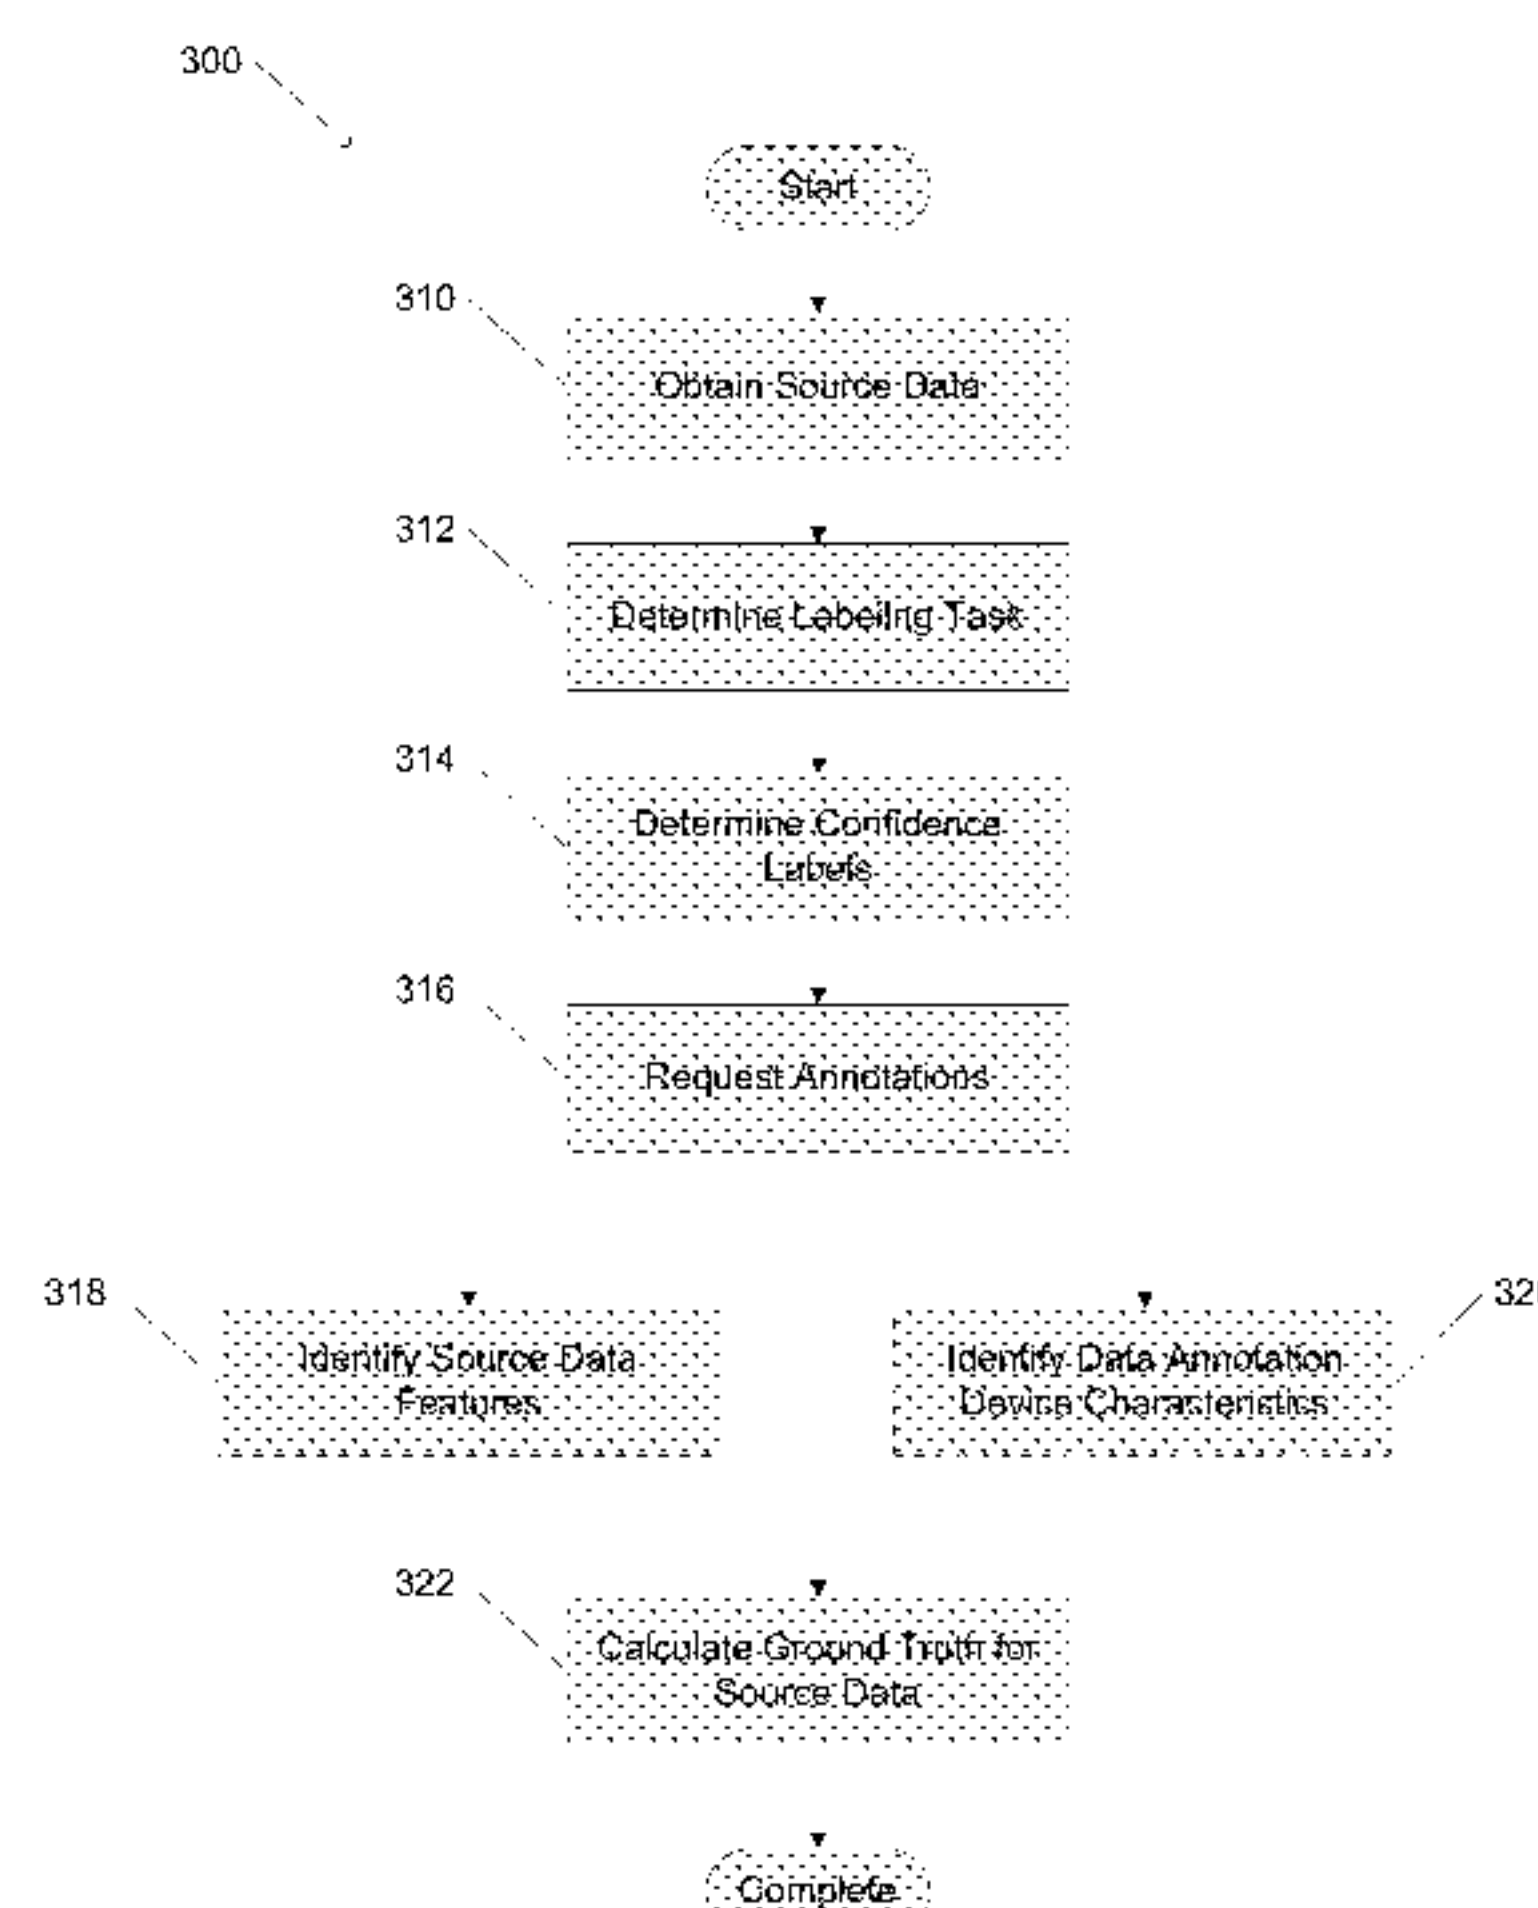 300
Start
310
Obtain Source Data
312
Determine Labeling Task
314
Determine Confidence
Labels
316
Request Annotations
318
32
Identify Source Data
Features
Identify Data Annotation
Device Characteristics
322
Calculate Ground Truth for
Source Data
Complete